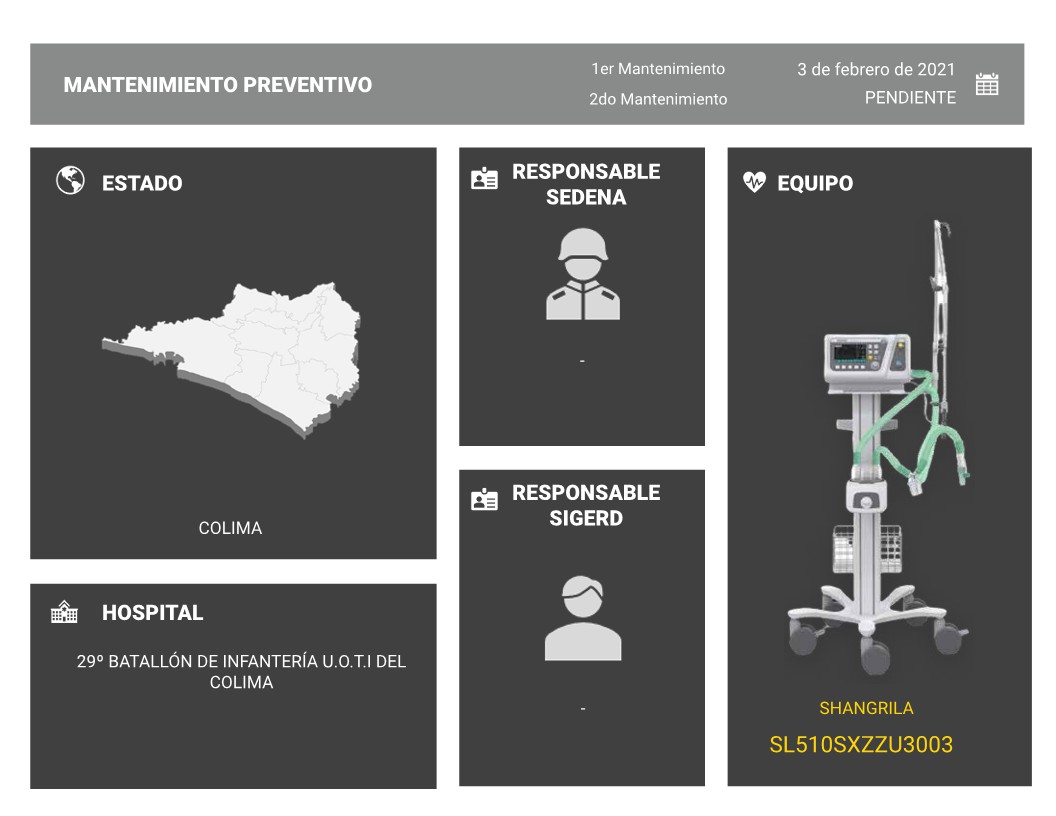 MANTENIMIENTO PREVENTIVO
1er Mantenimiento
3 de febrero de 2021
2do Mantenimiento
PENDIENTE
ESTADO
COLIMA
HOSPITAL
29º BATALLÓN DE INFANTERÍA U.O.T.I DEL
COLIMA
RESPONSABLE
SEDENA
-
RESPONSABLE
SIGERD
-
EQUIPO
SHANGRILA
SL510SXZZU3003